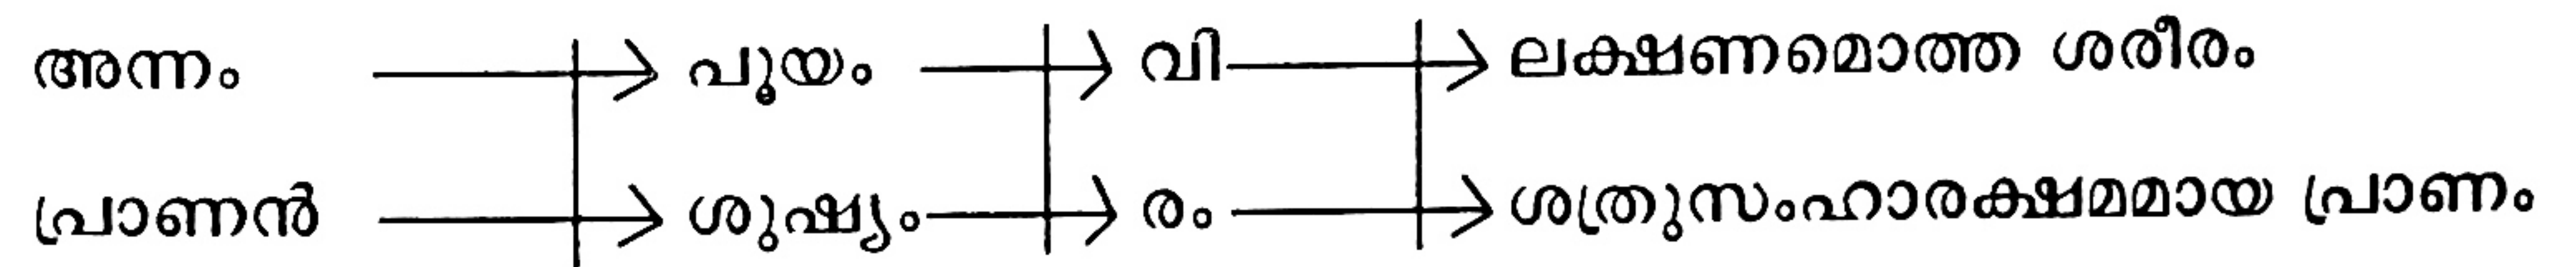 അന്നം പൂയം വി ലക്ഷണമൊത്ത ശരീരം
പ്രാണൻ ശുഷ്യം രം ശത്രുസംഹാരക്ഷമമായ പ്രാണം